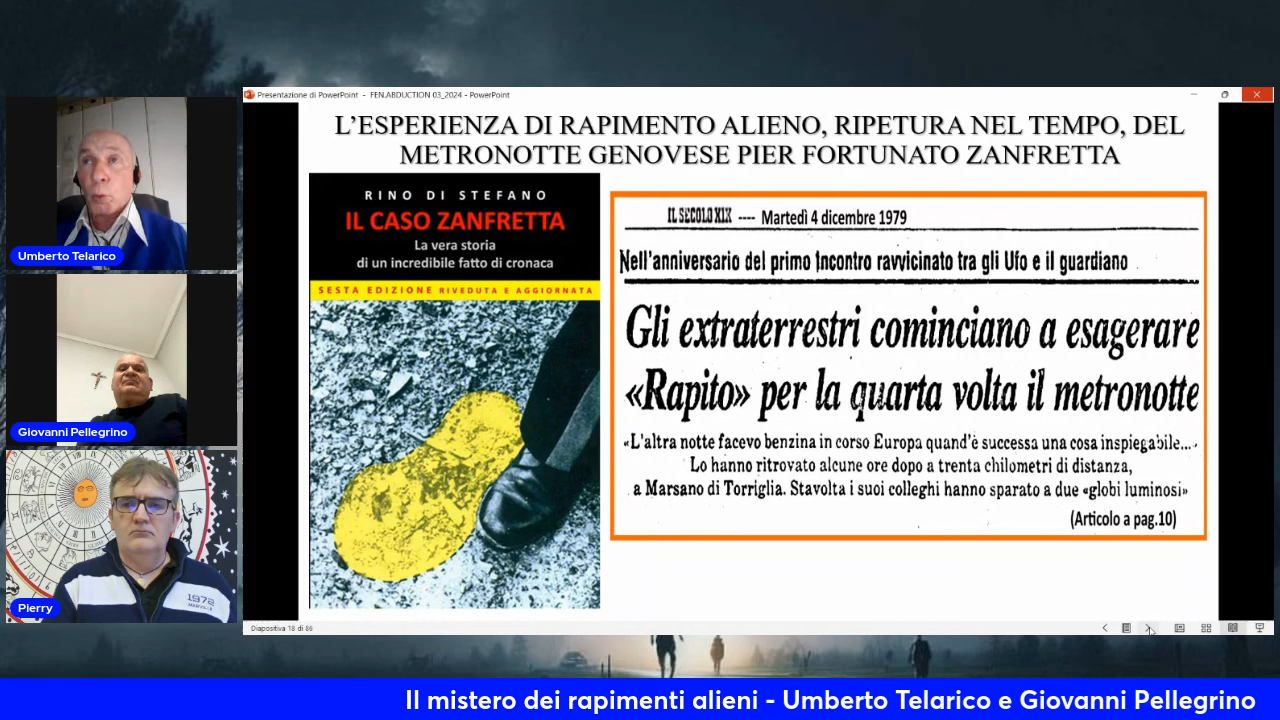 Presentazione di PowerPoint - FEN.ABDUCTION 03_2024 - PowerPoint
L'ESPERIENZA DI RAPIMENTO ALIENO, RIPETURA NEL TEMPO, DEL
METRONOTTE GENOVESE PIER FORTUNATO ZANFRETTA
RINO DI STEFANO
IL CASO ZANFRETTA
La vera storia
di un incredibile fatto di cronaca
SESTA EDIZIONE RIVEDUTA E AGGIORNATA
IL SECOLO XIX ---- Martedì 4 dicembre 1979
Nell'anniversario del primo Incontro ravvicinato tra gli Ufo e il guardiano
Gli extraterrestri cominciano a esagerare
«Rapito» per la quarta volta il metronotte
«L'altra notte facevo benzina in corso Europa quand'è successa una cosa inspiegabile...»
Lo hanno ritrovato alcune ore dopo a trenta chilometri di distanza,
a Marsano di Torriglia. Stavolta i suoi colleghi hanno sparato a due «globi luminosi»
(Articolo a pag.10)
Diapositiva 18 di 86
Umberto Telarico
Giovanni Pellegrino
1972
Pierry
Il mistero dei rapimenti alieni - Umberto Telarico e Giovanni Pellegrino